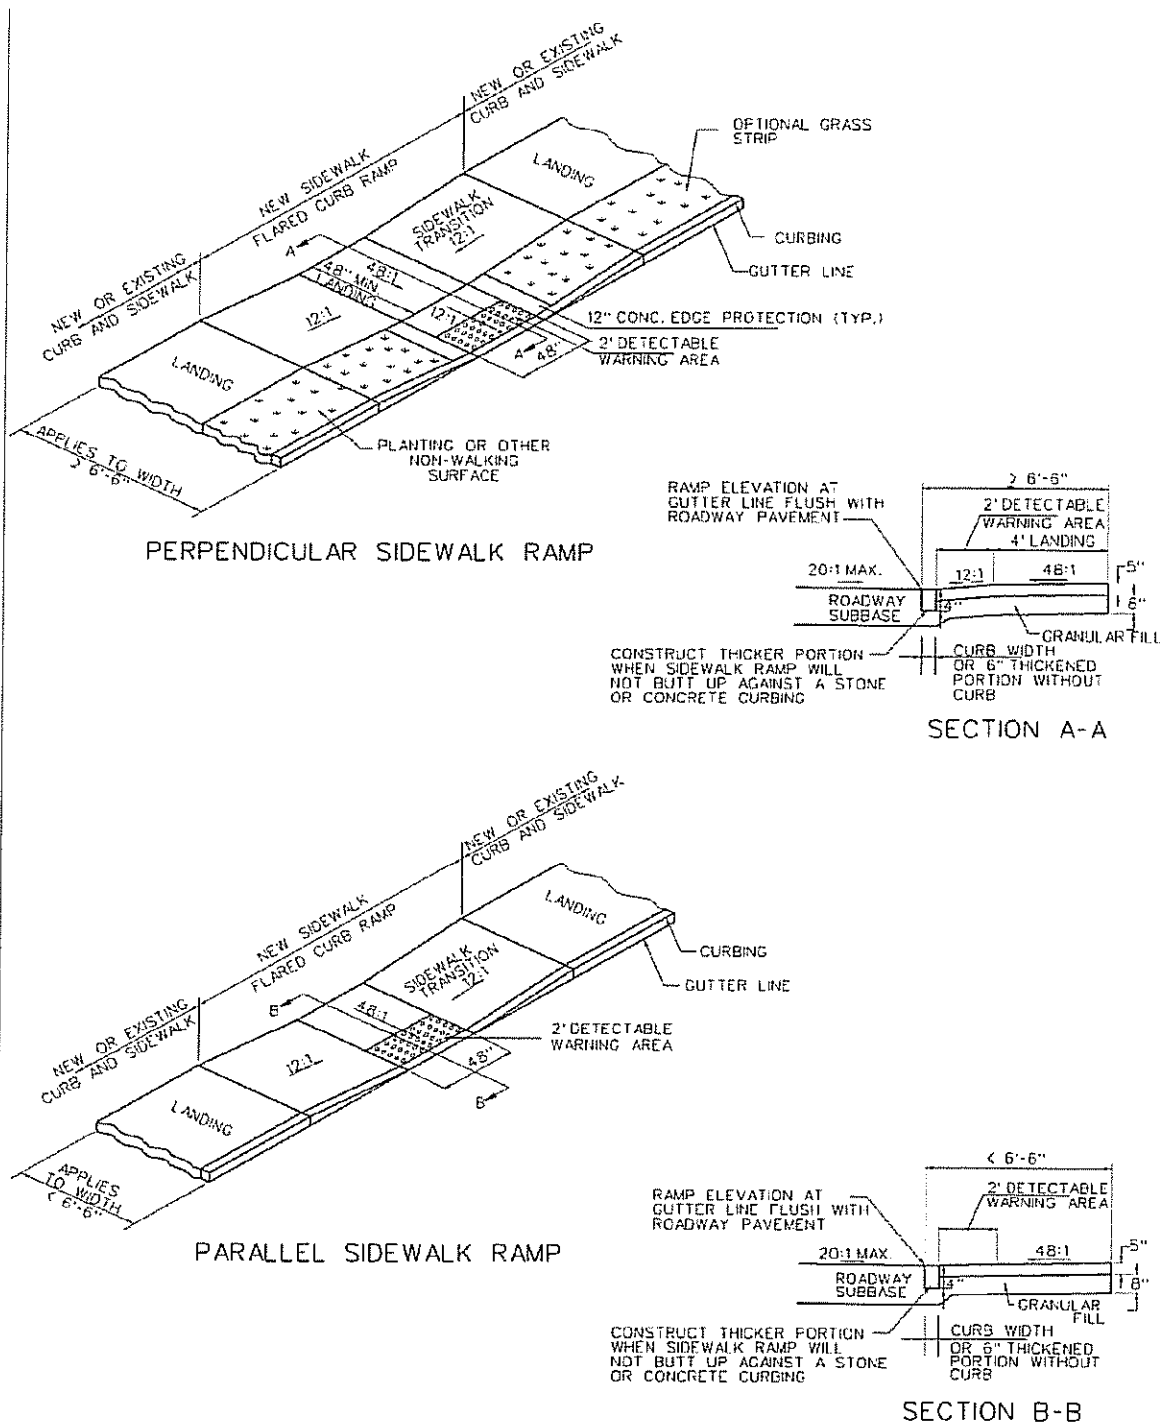 NEW OR EXISTING
CURB AND SIDEWALK
NEW SIDEWALK
FLARED CURB RAMP
NEW OR EXISTING
CURB AND SIDEWALK
OPTIONAL GRASS
STRIP
LANDING
SIDEWALK
TRANSITION
12:1
CURBING
GUTTER LINE
A
48:1
48" MIN.
LANDING
12:1
12:1
A
48"
12" CONC. EDGE PROTECTION (TYP.)
2' DETECTABLE
WARNING AREA
LANDING
PLANTING OR OTHER
NON-WALKING
SURFACE
APPLIES TO WIDTH
> 6'-6"
PERPENDICULAR SIDEWALK RAMP
> 6'-6"
RAMP ELEVATION AT
GUTTER LINE FLUSH WITH
ROADWAY PAVEMENT
2' DETECTABLE
WARNING AREA
4' LANDING
20:1 MAX.
12:1
48:1
5"
ROADWAY
SUBBASE
4"
8"
GRANULAR FILL
CONSTRUCT THICKER PORTION
WHEN SIDEWALK RAMP WILL
NOT BUTT UP AGAINST A STONE
OR CONCRETE CURBING
CURB WIDTH
OR 6" THICKENED
PORTION WITHOUT
CURB
SECTION A-A
NEW OR EXISTING
CURB AND SIDEWALK
NEW SIDEWALK
FLARED CURB RAMP
NEW OR EXISTING
CURB AND SIDEWALK
LANDING
SIDEWALK
TRANSITION
12:1
CURBING
GUTTER LINE
B
48:1
12:1
2' DETECTABLE
WARNING AREA
48"
B
LANDING
APPLIES
TO WIDTH
< 6'-6"
PARALLEL SIDEWALK RAMP
< 6'-6"
RAMP ELEVATION AT
GUTTER LINE FLUSH WITH
ROADWAY PAVEMENT
2' DETECTABLE
WARNING AREA
20:1 MAX.
48:1
5"
ROADWAY
SUBBASE
4"
8"
GRANULAR
FILL
CONSTRUCT THICKER PORTION
WHEN SIDEWALK RAMP WILL
NOT BUTT UP AGAINST A STONE
OR CONCRETE CURBING
CURB WIDTH
OR 6" THICKENED
PORTION WITHOUT
CURB
SECTION B-B